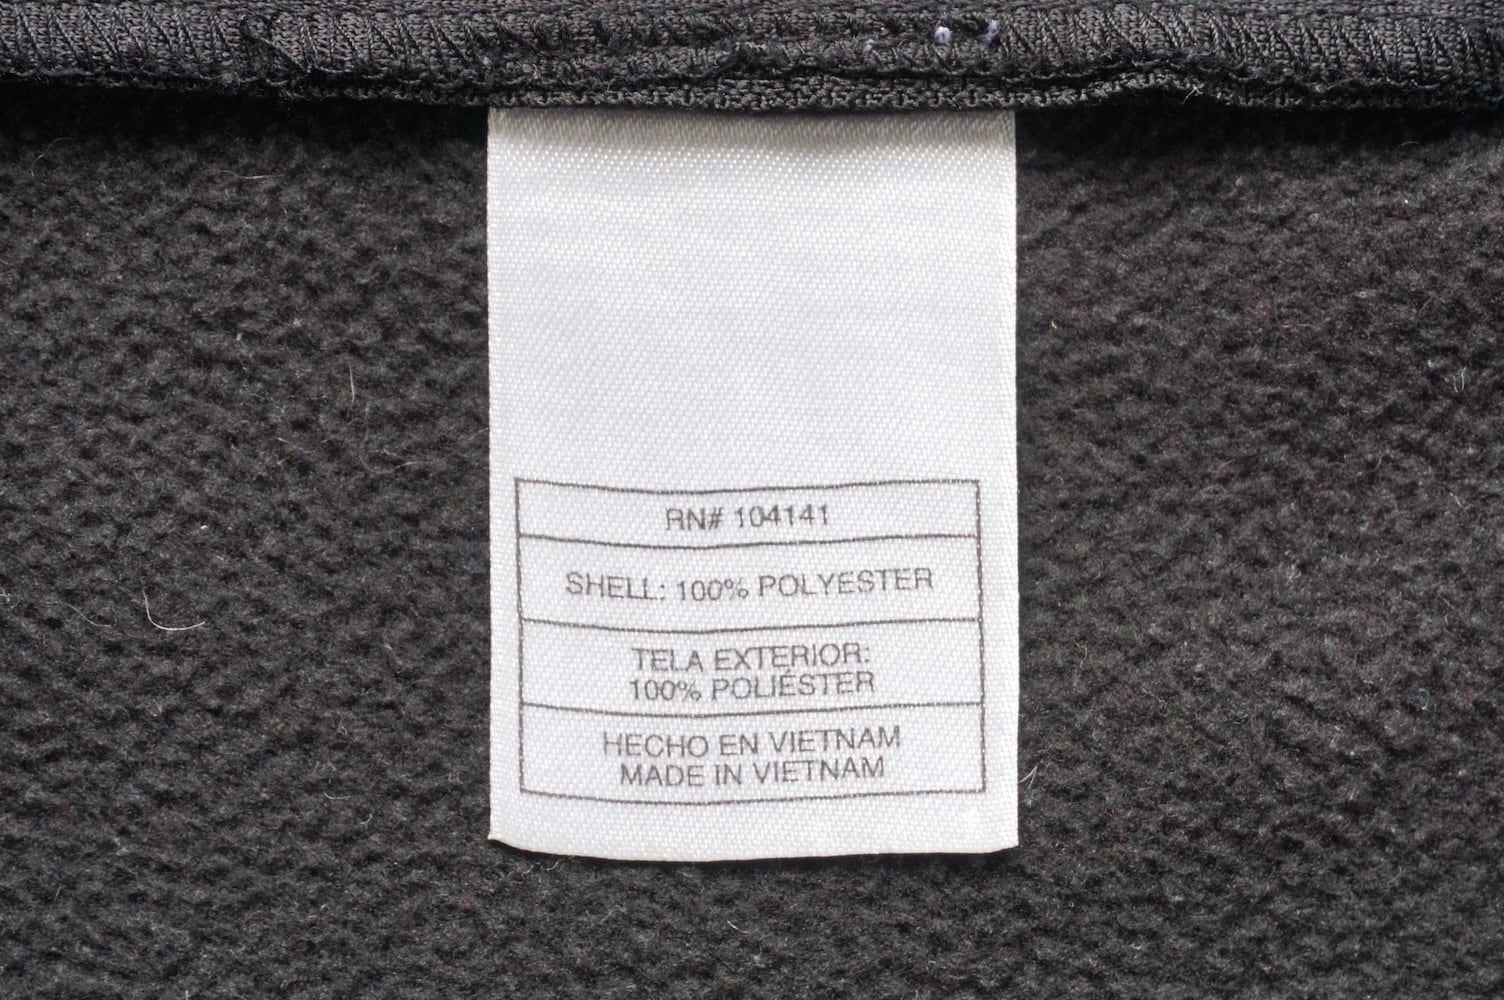 RN# 104141
SHELL: 100% POLYESTER
TELA EXTERIOR:
100% POLIÉSTER
HECHO EN VIETNAM
MADE IN VIETNAM